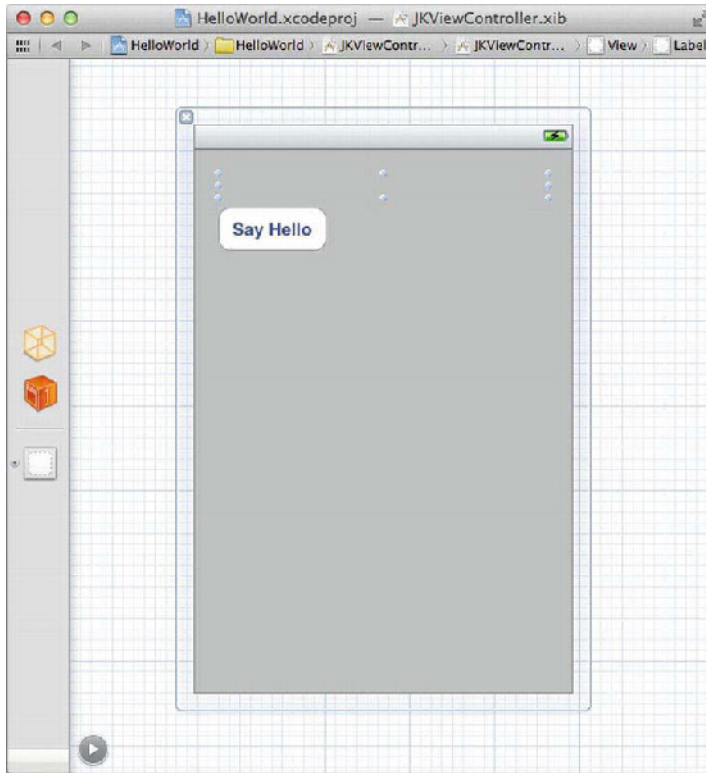 HelloWorld.xcodeproj — JKViewController.xib
HelloWorld HelloWorld JKViewContr... JKViewContr... View Label
Say Hello